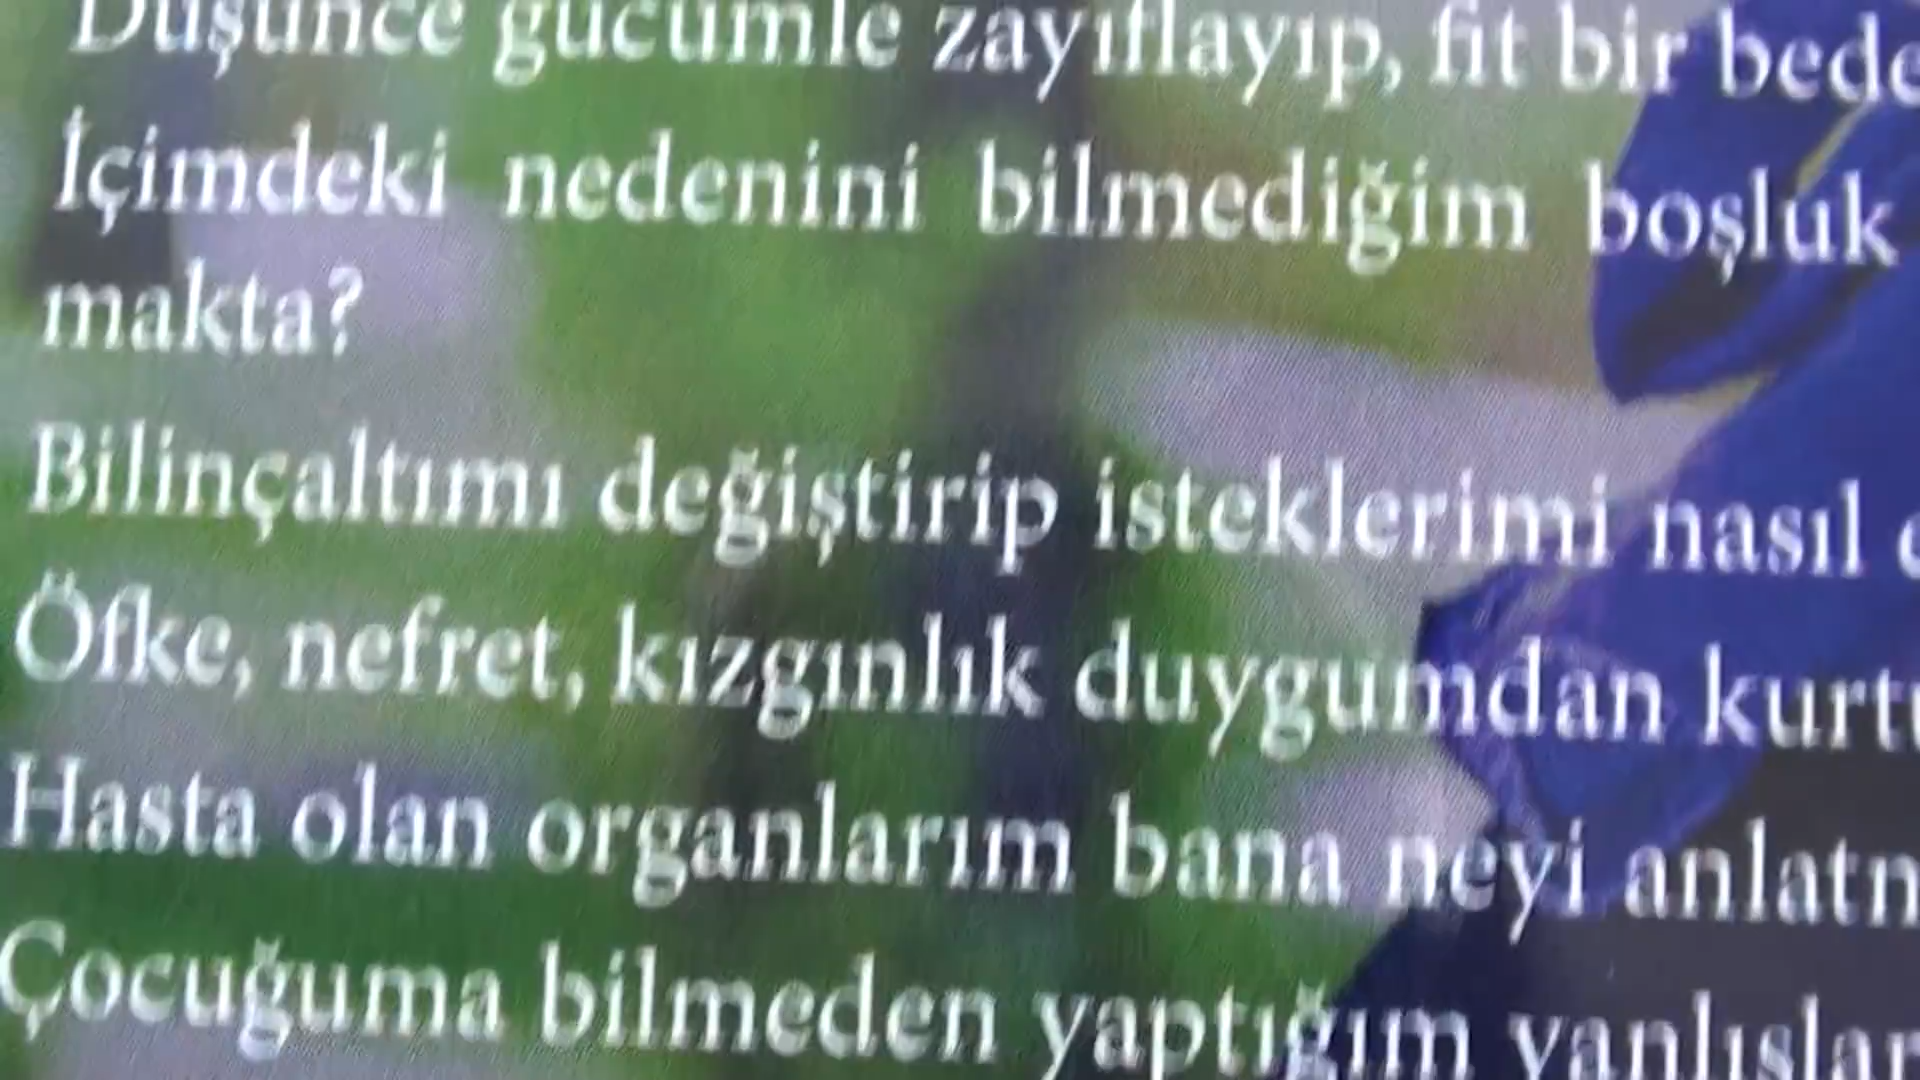 Düşünce gücümle zayıflayıp, fit bir bede
İçimdeki nedenini bilmediğim boşluk
makta?
Bilinçaltımı değiştirip isteklerimi nasıl
Öfke, nefret, kızgınlık duygumdan kurtu
Hasta olan organlarım bana neyi anlatm
Çocuğuma bilmeden yaptığım yanlışlar